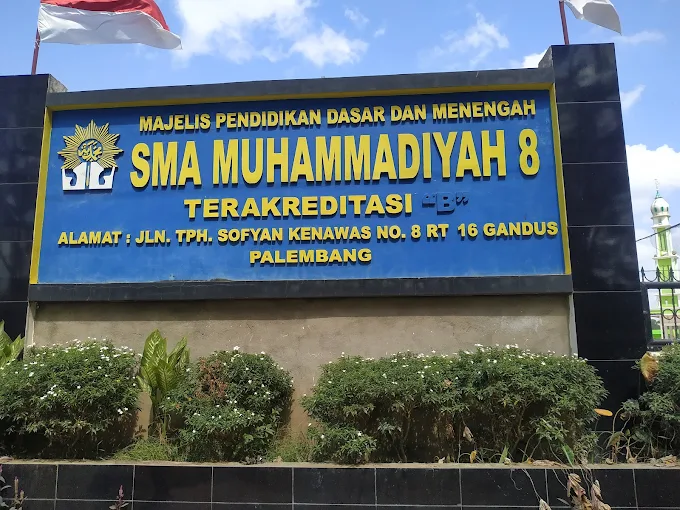 MAJELIS PENDIDIKAN DASAR DAN MENENGAH
SMA MUHAMMADIYAH 8
TERAKREDITASI "B"
ALAMAT : JLN. TPH. SOFYAN KENAWAS NO. 8 RT 16 GANDUS
PALEMBANG